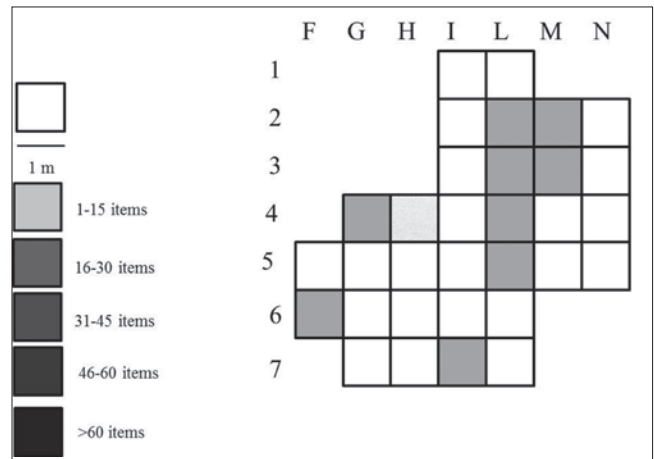 F G H I L M N
1
2
3
4
5
6
7
1 m
1-15 items
16-30 items
31-45 items
46-60 items
>60 items